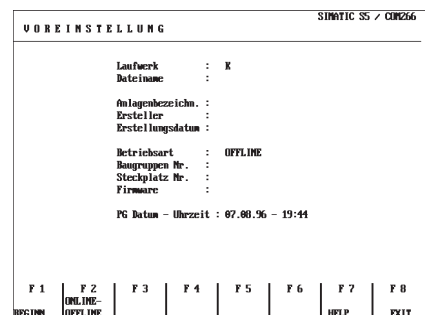 SIMATIC S5 / COM266
VOREINSTELLUNG
Laufwerk : K
Dateiname :
Anlagenbezeichn. :
Ersteller :
Erstellungsdatum :
Betriebsart : OFFLINE
Baugruppen Nr. :
Steckplatz Nr. :
Firmware :
PG Datum - Uhrzeit : 07.08.96 - 19:44
F 1 F 2 F 3 F 4 F 5 F 6 F 7 F 8
ONLINE-
BEGINN OFFLINE HELP EXIT